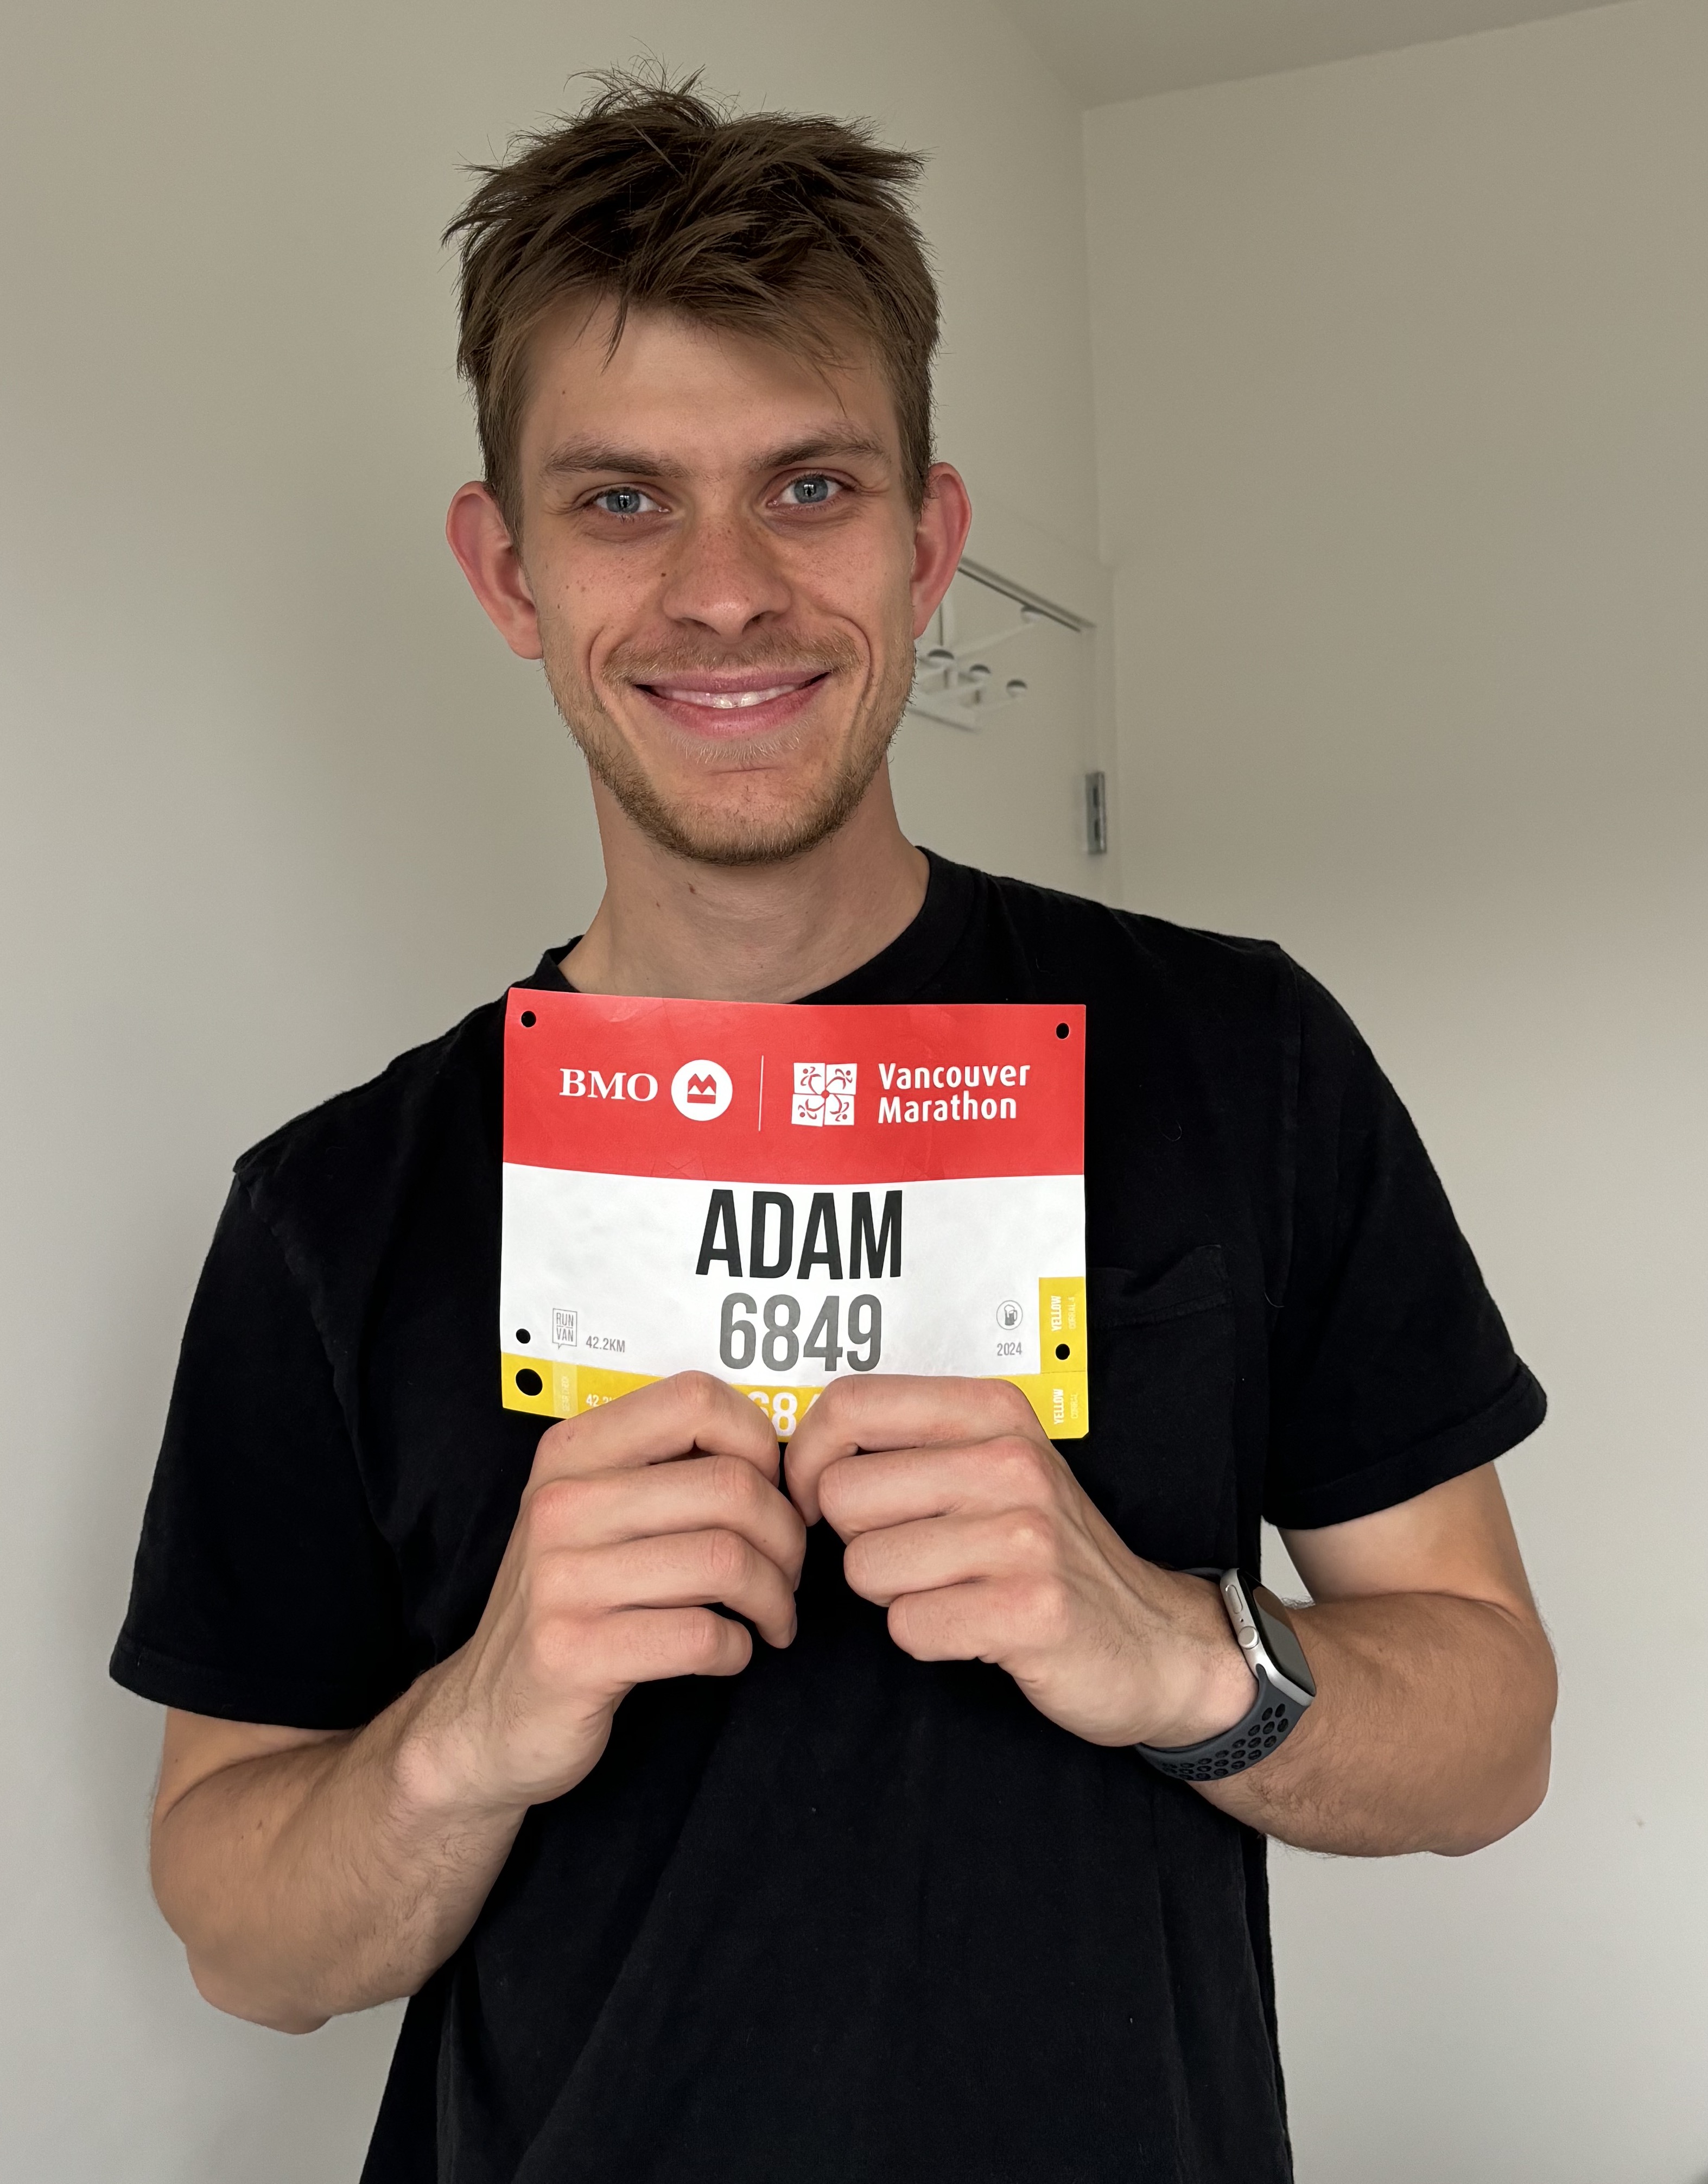 BMO
Vancouver
Marathon
ADAM
6849
RUN
VAN
42.2KM
2024
YELLOW
YELLOW